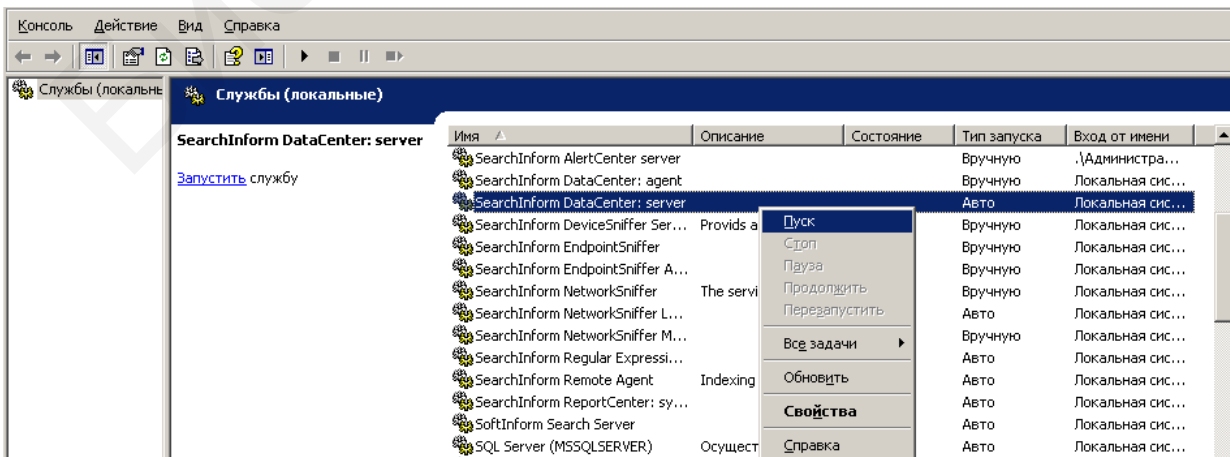 Консоль Действие Вид Справка
Службы (локальнь
Службы (локальные)
SearchInform DataCenter: server
Запустить службу
Имя Описание Состояние Тип запуска Вход от имени
SearchInform AlertCenter server Вручную .\Администра...
SearchInform DataCenter: agent Вручную Локальная сис...
SearchInform DataCenter: server Авто Локальная сис...
SearchInform DeviceSniffer Ser... Provids a Вручную Локальная сис...
SearchInform EndpointSniffer Вручную Локальная сис...
SearchInform EndpointSniffer A... Вручную Локальная сис...
SearchInform NetworkSniffer The servi Вручную Локальная сис...
SearchInform NetworkSniffer L... Авто Локальная сис...
SearchInform NetworkSniffer M... Вручную Локальная сис...
SearchInform Regular Expressi... Авто Локальная сис...
SearchInform Remote Agent Indexing Авто Локальная сис...
SearchInform ReportCenter: sy... Авто Локальная сис...
SoftInform Search Server Авто Локальная сис...
SQL Server (MSSQLSERVER) Осущест Авто Локальная сис...
Пуск
Стоп
Пауза
Продолжить
Перезапустить
Все задачи
Обновить
Свойства
Справка